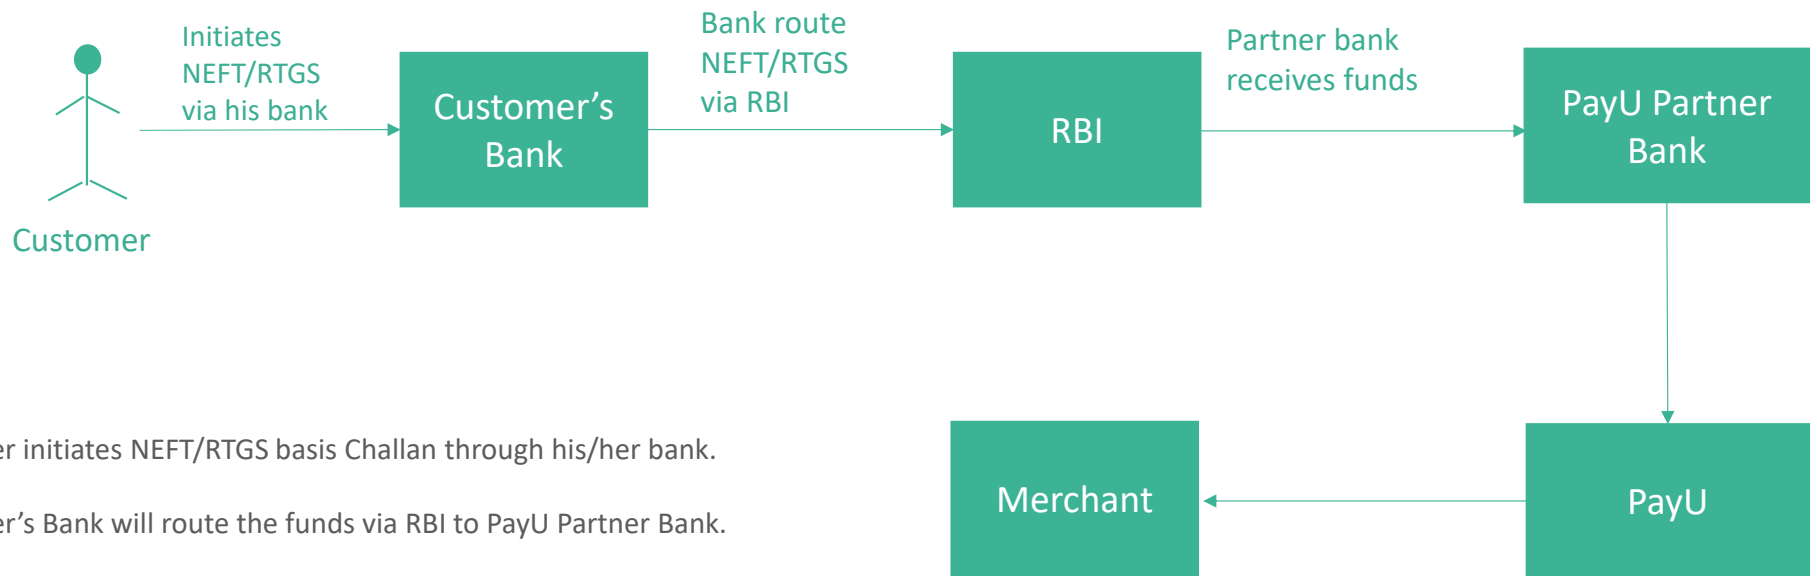 Initiates
NEFT/RTGS
via his bank
Customer
Customer's
Bank
Bank route
NEFT/RTGS
via RBI
RBI
Partner bank
receives funds
PayU Partner
Bank
er initiates NEFT/RTGS basis Challan through his/her bank.
er's Bank will route the funds via RBI to PayU Partner Bank.
Merchant
PayU